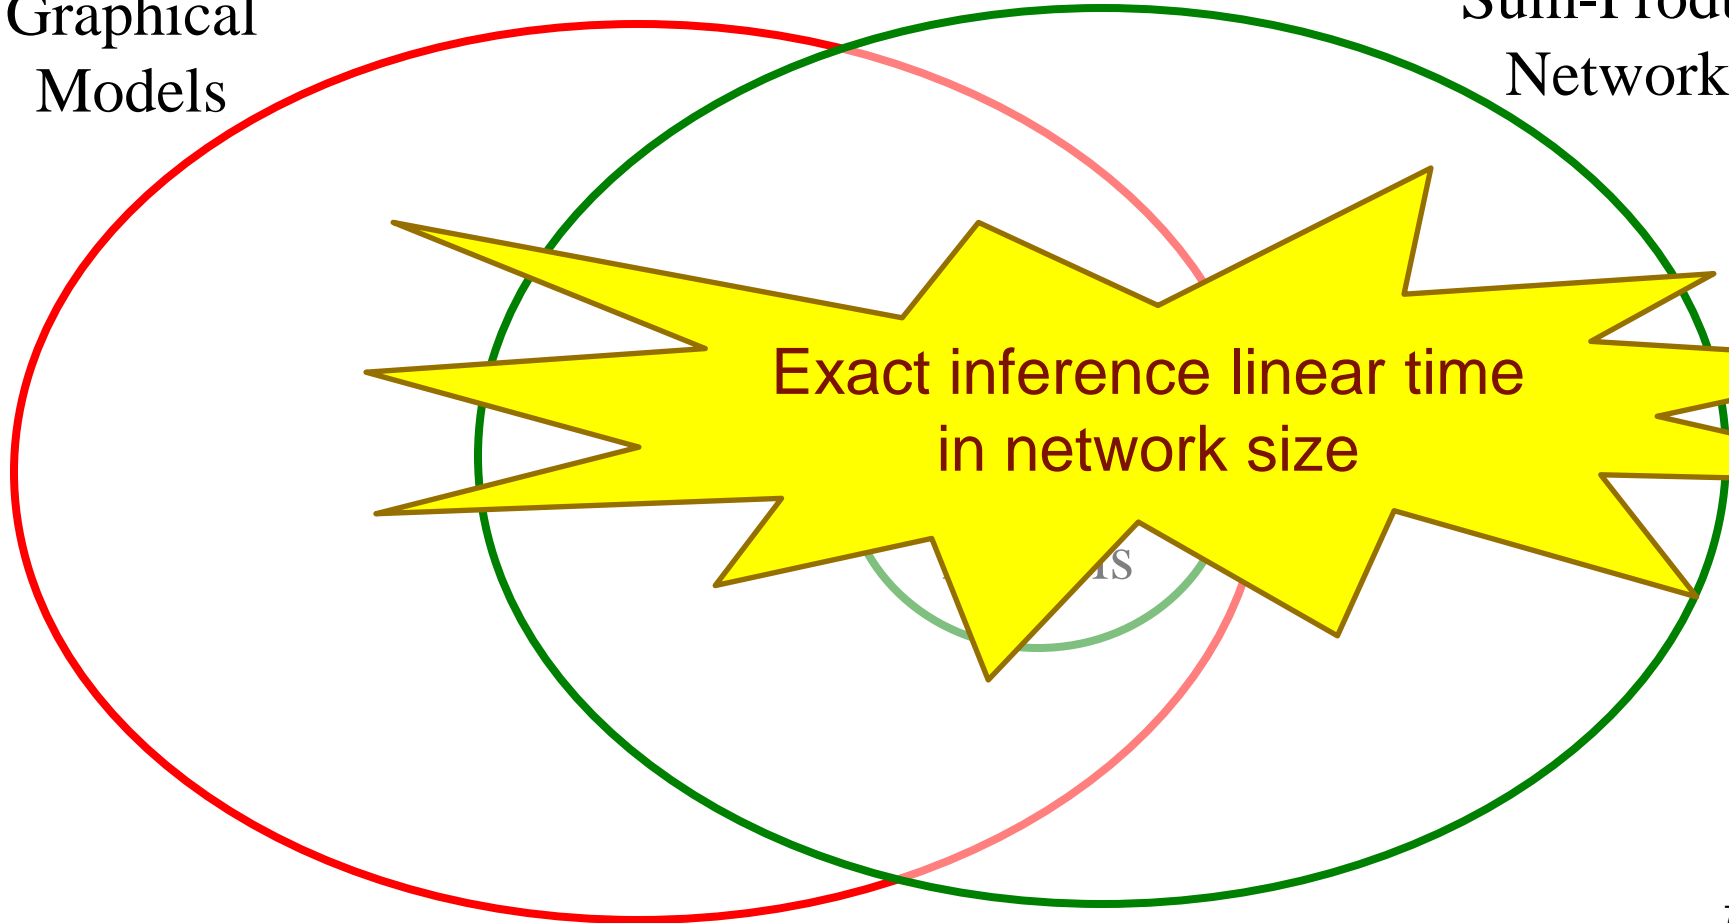 Graphical
Models
Network
Exact inference linear time
in network size